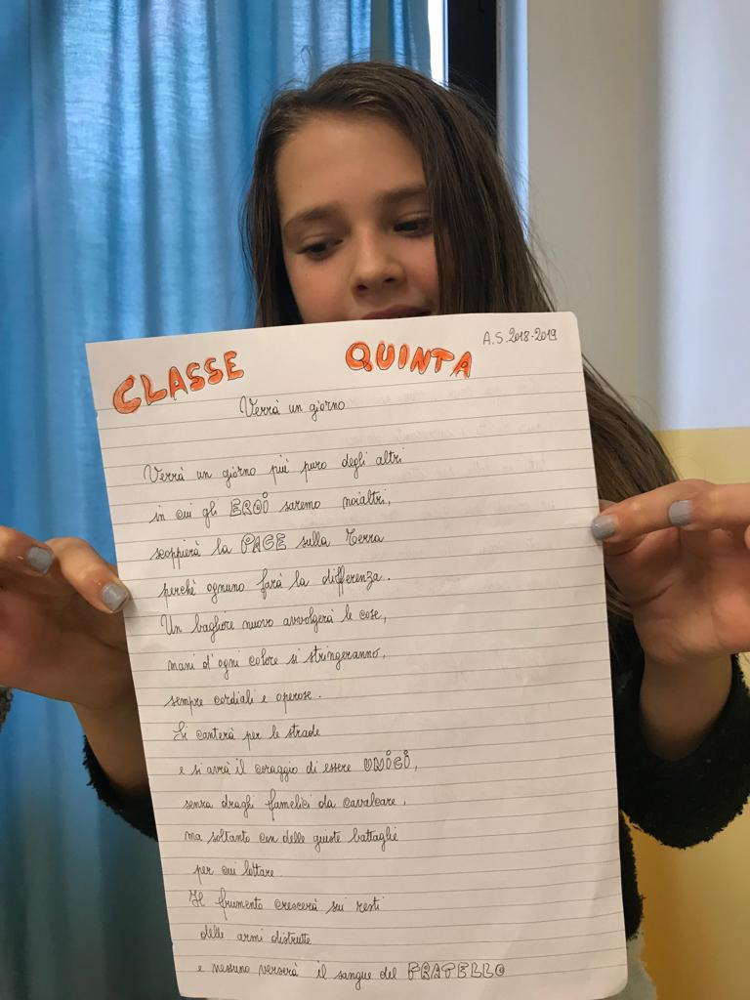 CLASSE QUINTA A.S. 2018-2019
Verrà un giorno
Verrà un giorno più puro degli altri
in cui gli EROI saremo noialtri,
scoppierà la PACE sulla Terra
perchè ognuno farà la differenza.
Un bagliore nuovo avvolgerà le cose,
mani d'ogni colore si stringeranno,
sempre cordiali e operose.
Si canterà per le strade
e si avrà il coraggio di essere UNICI,
senza draghi famelici da cavalcare,
ma soltanto con delle giuste battaglie
per cui lottare.
Il frumento crescerà sui resti
delle armi distrutte
e nessuno verserà il sangue del FRATELLO